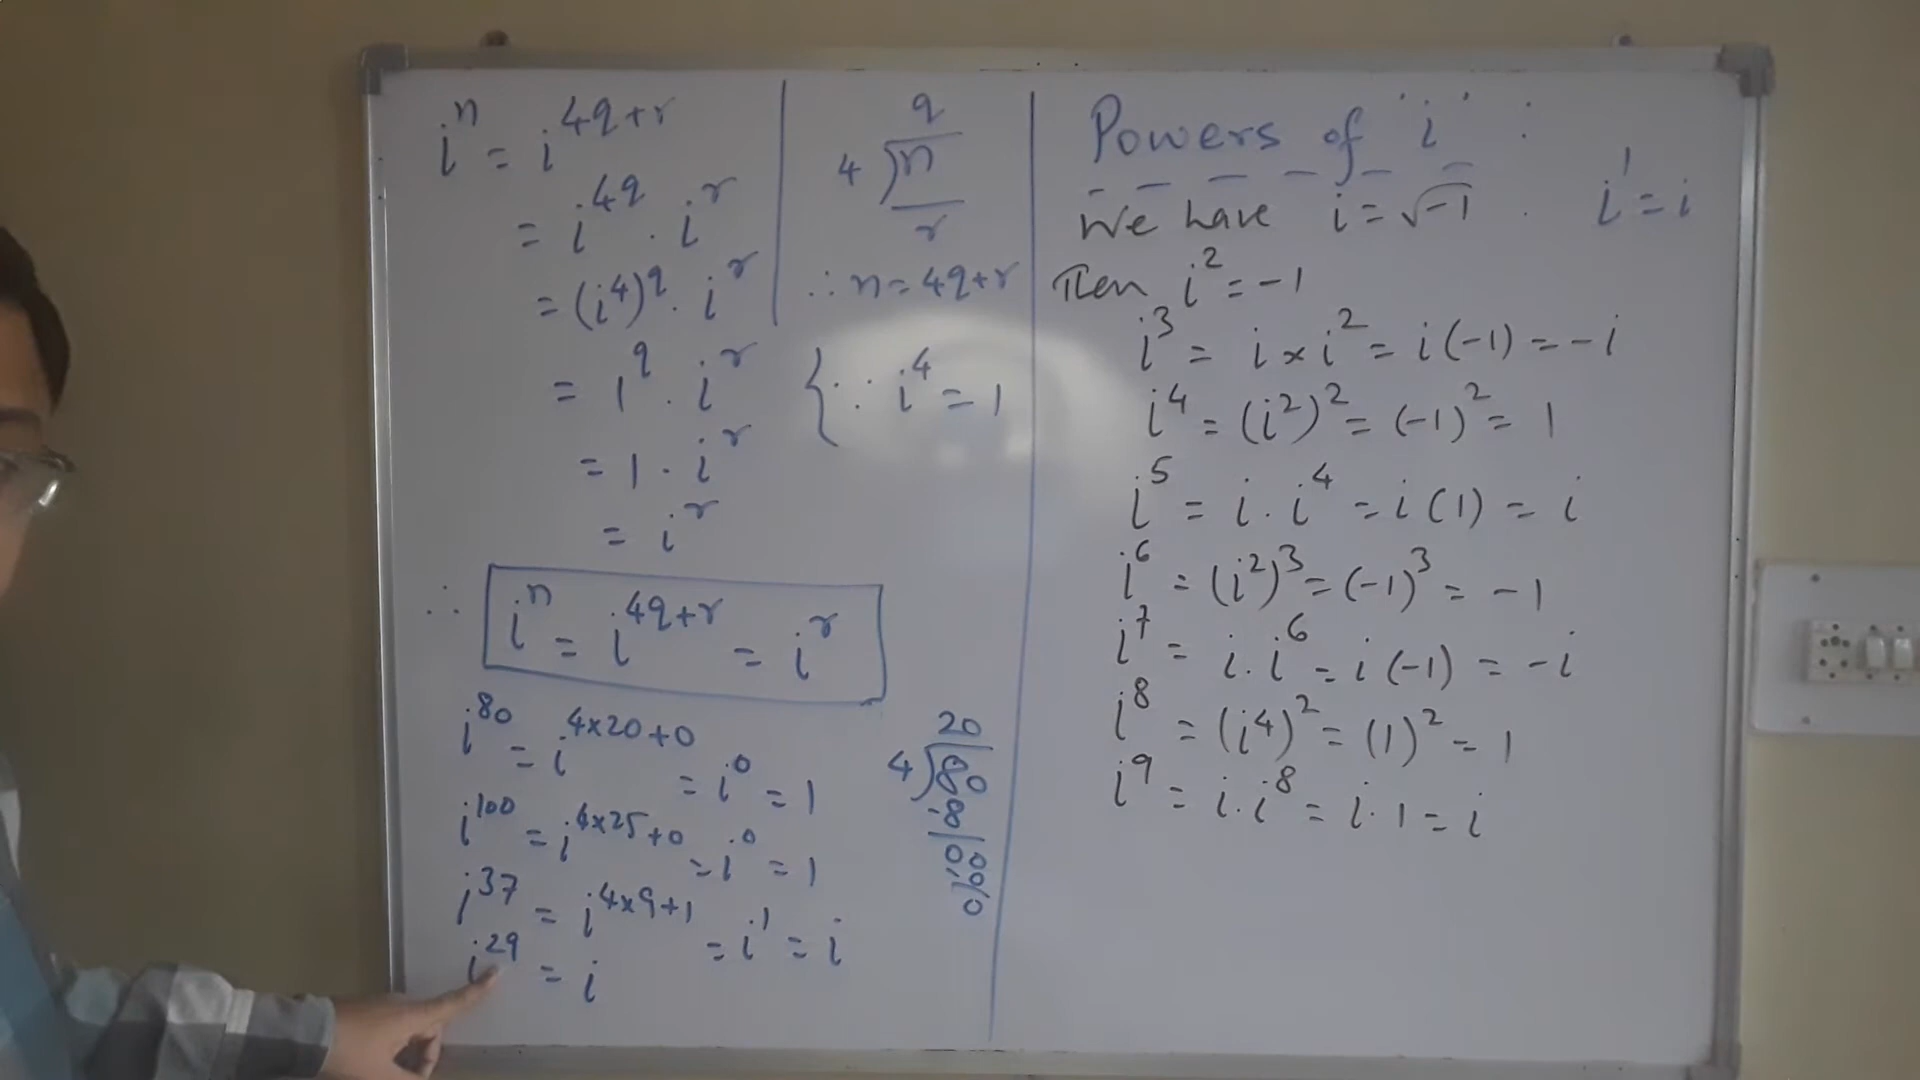 iⁿ = i^(4q+r)
= i^(4q) · i^r
= (i⁴)^q · i^r
= 1^q · i^r
= 1 · i^r
= i^r
∴ iⁿ = i^(4q+r) = i^r
i⁸⁰ = i^(4×20+0) = i⁰ = 1
i¹⁰⁰ = i^(4×25+0) = i⁰ = 1
i³⁷ = i^(4×9+1) = i¹ = i
i²⁹ = i
q
4)n
r
∴ n = 4q+r
{∵ i⁴ = 1
20
4)80
-8
00
0
Powers of 'i' :
We have i = √-1 i¹ = i
Then i² = -1
i³ = i × i² = i(-1) = -i
i⁴ = (i²)² = (-1)² = 1
i⁵ = i · i⁴ = i(1) = i
i⁶ = (i²)³ = (-1)³ = -1
i⁷ = i · i⁶ = i(-1) = -i
i⁸ = (i⁴)² = (1)² = 1
i⁹ = i · i⁸ = i · 1 = i